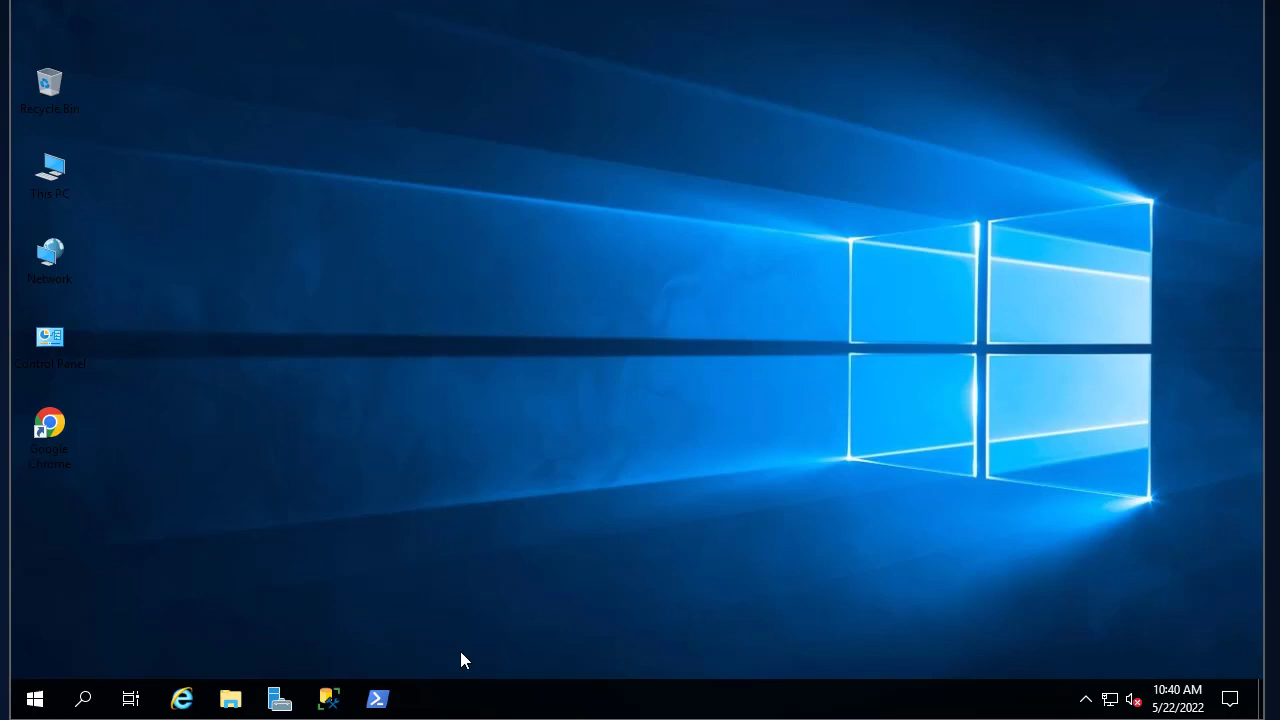 Recycle Bin
This PC
Network
Control Panel
Google
Chrome
10:40 AM
5/22/2022